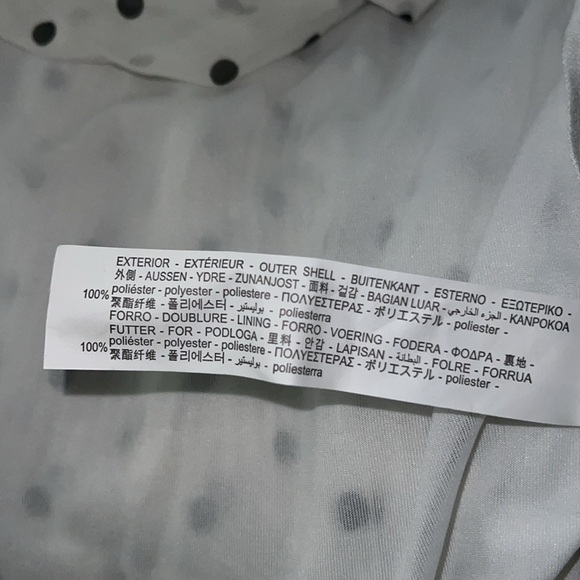 EXTERIOR - EXTÉRIEUR - OUTER SHELL - BUITENKANT - ESTERNO - ΕΞΩΤΕΡΙΚΟ -
外側 - AUSSEN - YDRE - ZUNANJOST - 面料 - 겉감 - BAGIAN LUAR - الجزء الخارجي - KANPOKOA
100% poliéster - polyester - poliestere - ΠΟΛΥΕΣΤΕΡΑΣ - ポリエステル - poliester -
聚酯纤维 - 폴리에스터 - بوليستير - poliesterra
FORRO - DOUBLURE - LINING - FORRO - VOERING - FODERA - ΦΟΔΡΑ - 裏地 -
FUTTER - FOR - PODLOGA - 里料 - 안감 - LAPISAN - البطانة - FOLRE - FORRUA
100% poliéster - polyester - poliestere - ΠΟΛΥΕΣΤΕΡΑΣ - ポリエステル - poliester -
聚酯纤维 - 폴리에스터 - بوليستير - poliesterra